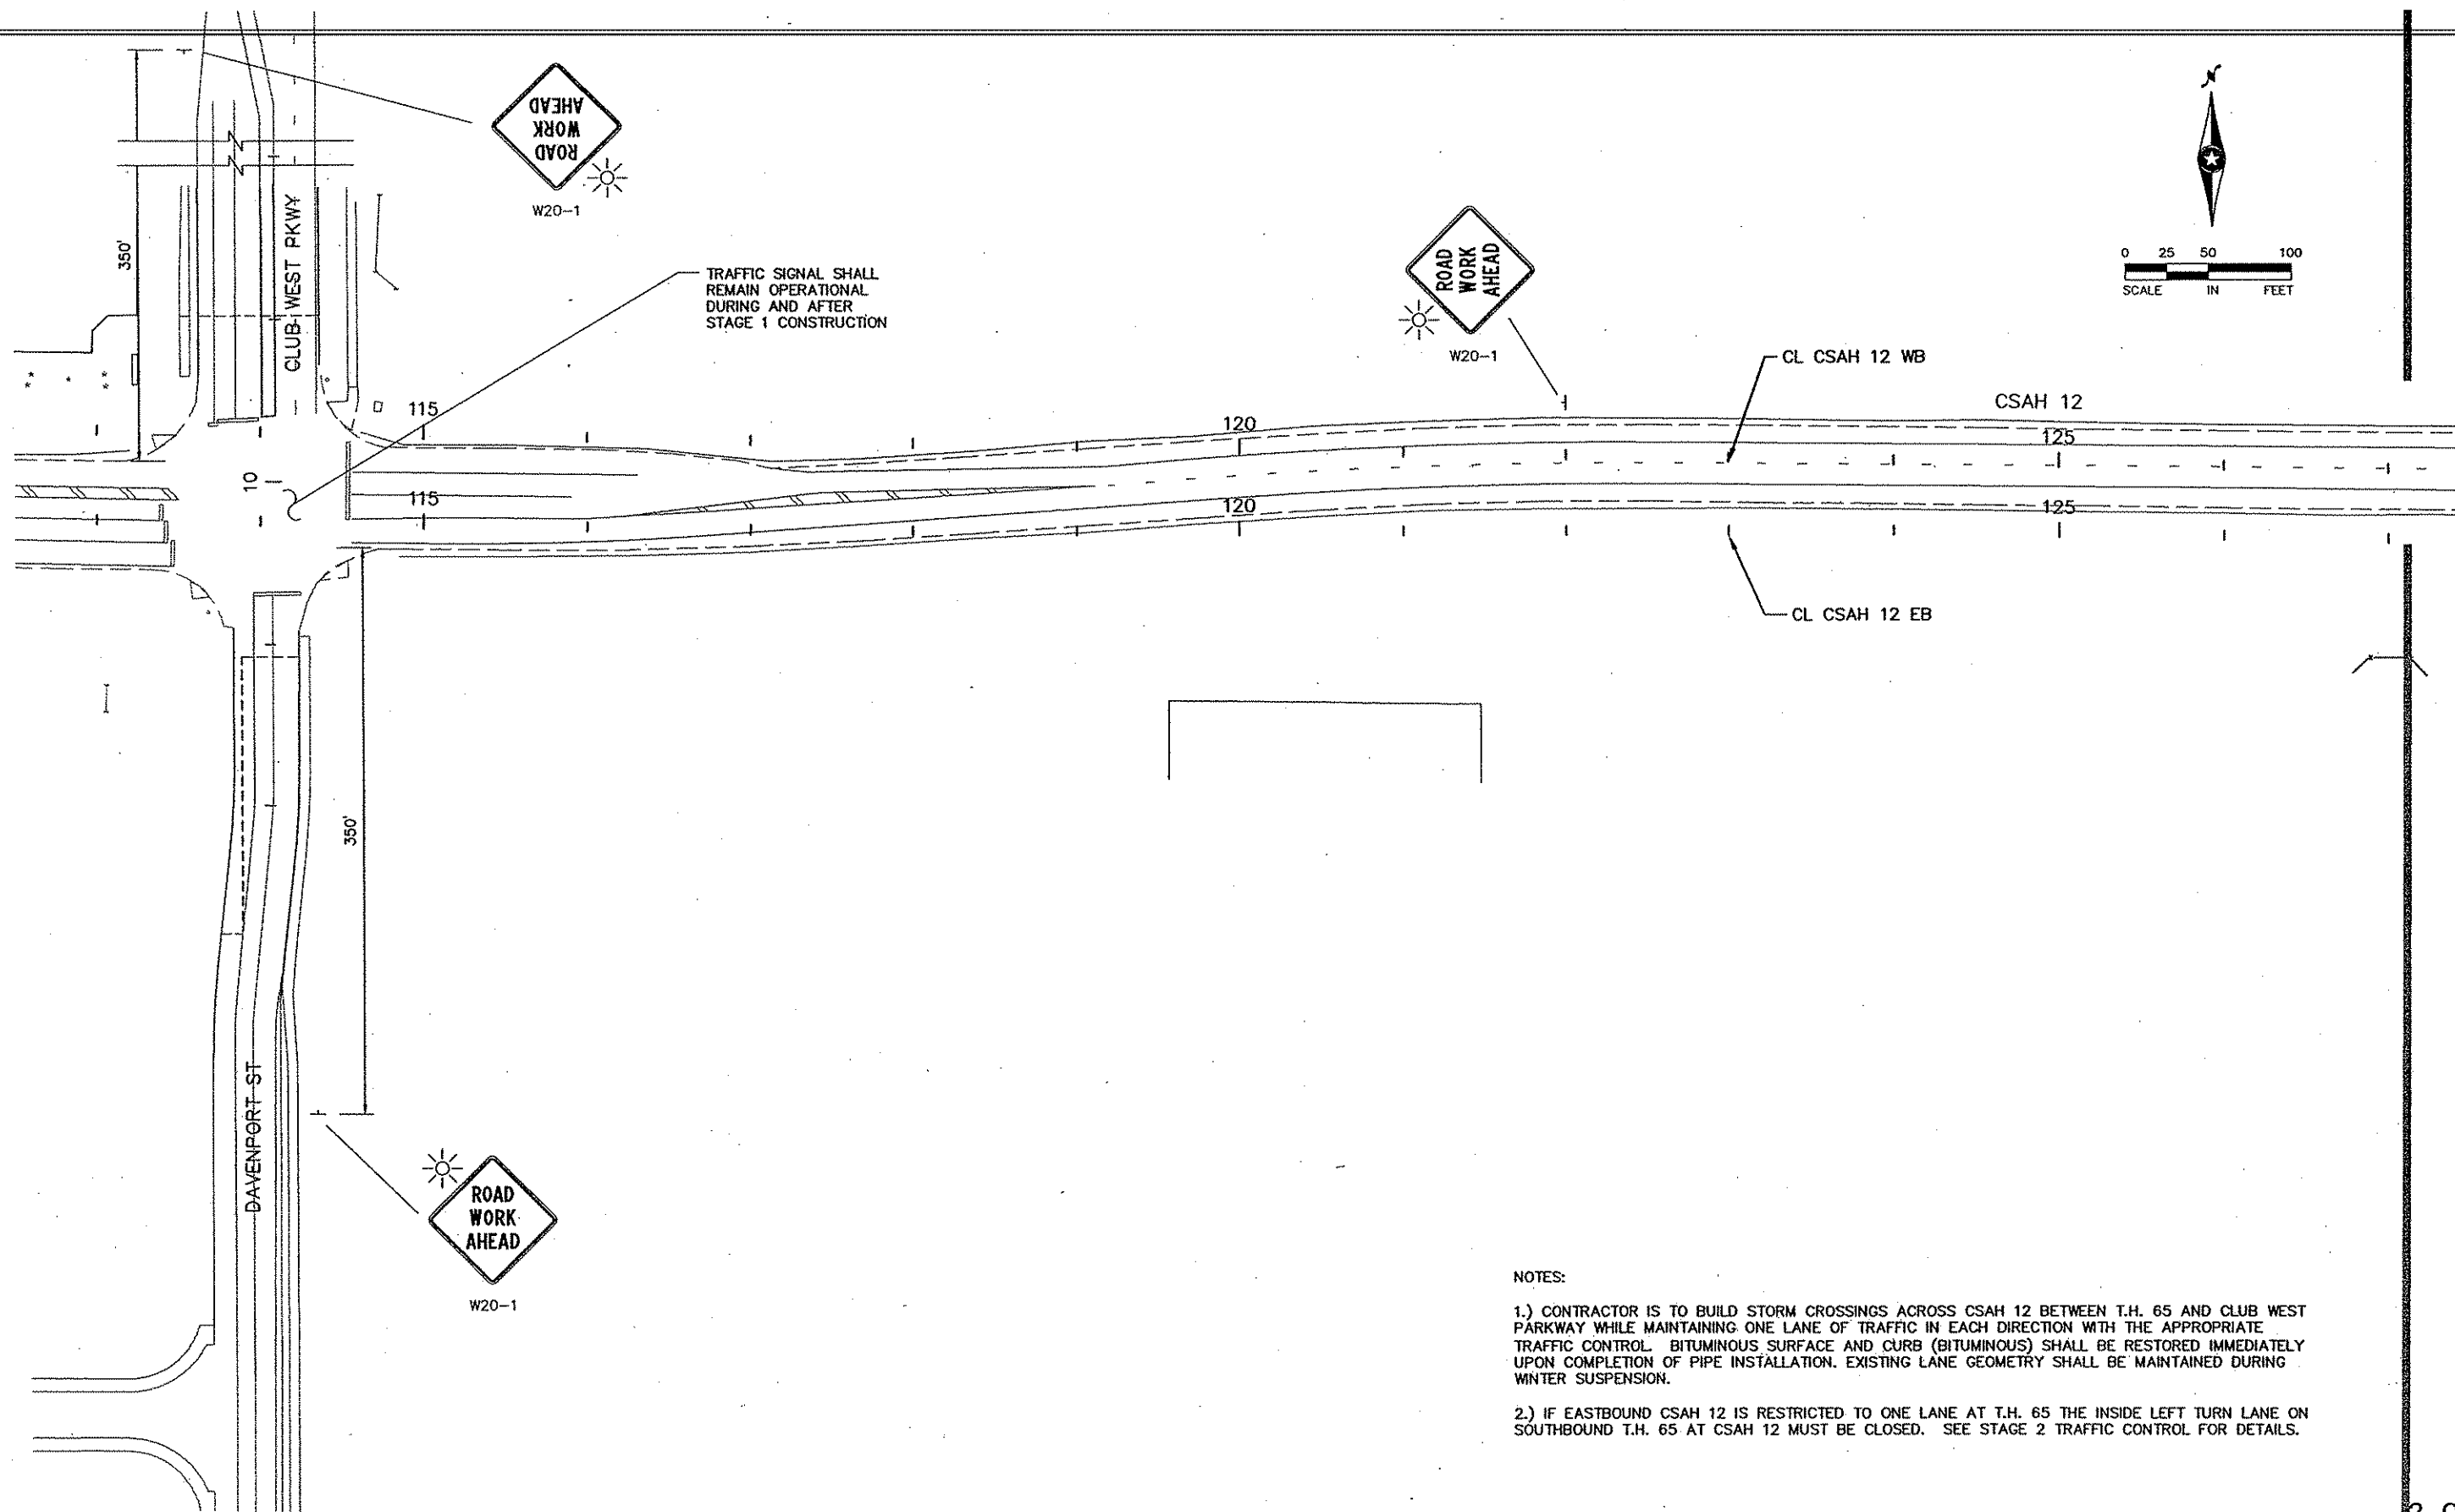 ROAD
WORK
AHEAD
W20-1
350'
CLUB WEST PKWY
TRAFFIC SIGNAL SHALL
REMAIN OPERATIONAL
DURING AND AFTER
STAGE 1 CONSTRUCTION
ROAD
WORK
AHEAD
W20-1
N
0 25 50 100
SCALE IN FEET
CL CSAH 12 WB
CSAH 12
115
120
125
10
115
120
125
CL CSAH 12 EB
350'
DAVENPORT ST
ROAD
WORK
AHEAD
W20-1
NOTES:
1.) CONTRACTOR IS TO BUILD STORM CROSSINGS ACROSS CSAH 12 BETWEEN T.H. 65 AND CLUB WEST
PARKWAY WHILE MAINTAINING ONE LANE OF TRAFFIC IN EACH DIRECTION WITH THE APPROPRIATE
TRAFFIC CONTROL. BITUMINOUS SURFACE AND CURB (BITUMINOUS) SHALL BE RESTORED IMMEDIATELY
UPON COMPLETION OF PIPE INSTALLATION. EXISTING LANE GEOMETRY SHALL BE MAINTAINED DURING
WINTER SUSPENSION.
2.) IF EASTBOUND CSAH 12 IS RESTRICTED TO ONE LANE AT T.H. 65 THE INSIDE LEFT TURN LANE ON
SOUTHBOUND T.H. 65 AT CSAH 12 MUST BE CLOSED. SEE STAGE 2 TRAFFIC CONTROL FOR DETAILS.